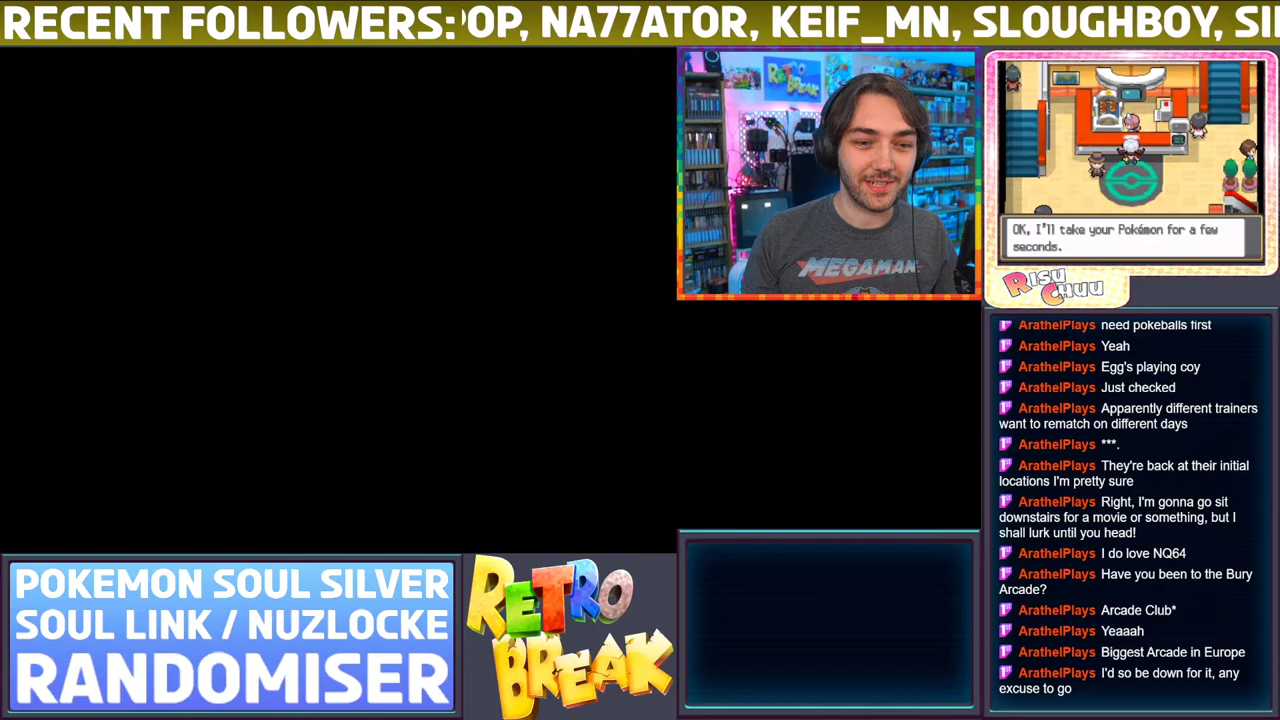 RECENT FOLLOWERS: OP, NA77ATOR, KEIF_MN, SLOUGHBOY, SI
RETRO BREAK
MEGAMAN
OK, I'll take your Pokémon for a few
seconds.
RISU
CHUU
ArathelPlays need pokeballs first
ArathelPlays Yeah
ArathelPlays Egg's playing coy
ArathelPlays Just checked
ArathelPlays Apparently different trainers
want to rematch on different days
ArathelPlays ***.
ArathelPlays They're back at their initial
locations I'm pretty sure
ArathelPlays Right, I'm gonna go sit
downstairs for a movie or something, but I
shall lurk until you head!
ArathelPlays I do love NQ64
ArathelPlays Have you been to the Bury
Arcade?
ArathelPlays Arcade Club*
ArathelPlays Yeaaah
ArathelPlays Biggest Arcade in Europe
ArathelPlays I'd so be down for it, any
excuse to go
POKEMON SOUL SILVER
SOUL LINK / NUZLOCKE
RANDOMISER
RETRO
BREAK